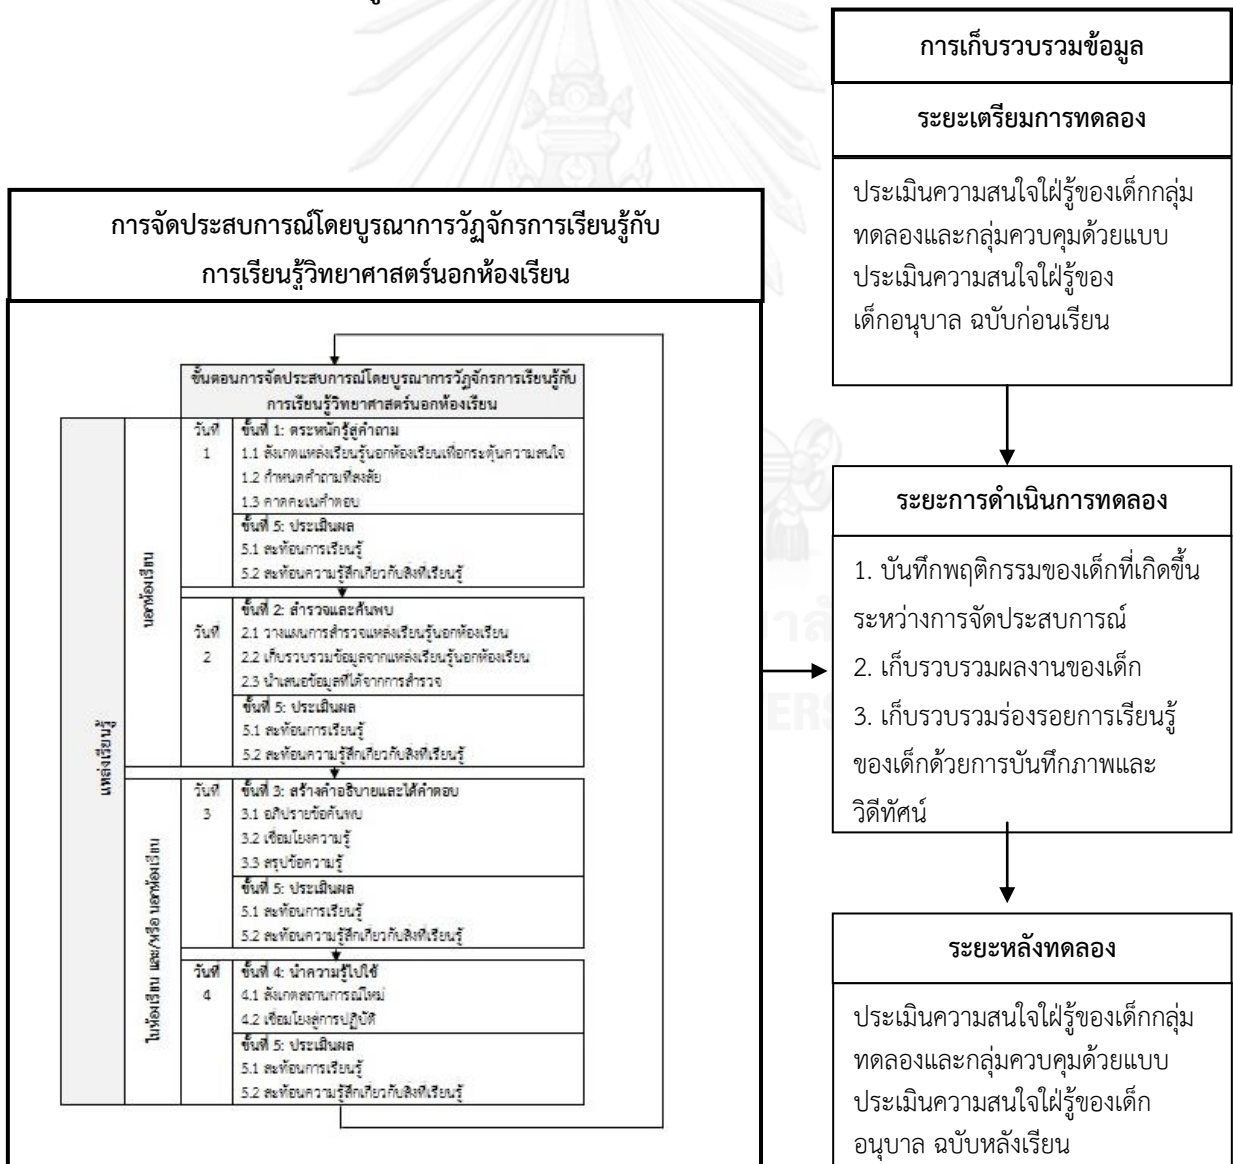 การจัดประสบการณ์โดยบูรณาการวัฏจักรการเรียนรู้กับ
การเรียนรู้วิทยาศาสตร์นอกห้องเรียน
ขั้นตอนการจัดประสบการณ์โดยบูรณาการวัฏจักรการเรียนรู้กับ
การเรียนรู้วิทยาศาสตร์นอกห้องเรียน
แหล่งเรียนรู้
นอกห้องเรียน
วันที่
1
ขั้นที่ 1: ตระหนักรู้สู่คำถาม
1.1 สังเกตแหล่งเรียนรู้นอกห้องเรียนเพื่อกระตุ้นความสนใจ
1.2 กำหนดคำถามที่สงสัย
1.3 คาดคะเนคำตอบ
ขั้นที่ 5: ประเมินผล
5.1 สะท้อนการเรียนรู้
5.2 สะท้อนความรู้สึกเกี่ยวกับสิ่งที่เรียนรู้
วันที่
2
ขั้นที่ 2: สำรวจและค้นพบ
2.1 วางแผนการสำรวจแหล่งเรียนรู้นอกห้องเรียน
2.2 เก็บรวบรวมข้อมูลจากแหล่งเรียนรู้นอกห้องเรียน
2.3 นำเสนอข้อมูลที่ได้จากการสำรวจ
ขั้นที่ 5: ประเมินผล
5.1 สะท้อนการเรียนรู้
5.2 สะท้อนความรู้สึกเกี่ยวกับสิ่งที่เรียนรู้
ในห้องเรียน และ/หรือ นอกห้องเรียน
วันที่
3
ขั้นที่ 3: สร้างคำอธิบายและได้คำตอบ
3.1 อภิปรายข้อค้นพบ
3.2 เชื่อมโยงความรู้
3.3 สรุปข้อความรู้
ขั้นที่ 5: ประเมินผล
5.1 สะท้อนการเรียนรู้
5.2 สะท้อนความรู้สึกเกี่ยวกับสิ่งที่เรียนรู้
วันที่
4
ขั้นที่ 4: นำความรู้ไปใช้
4.1 สังเกตสถานการณ์ใหม่
4.2 เชื่อมโยงสู่การปฏิบัติ
ขั้นที่ 5: ประเมินผล
5.1 สะท้อนการเรียนรู้
5.2 สะท้อนความรู้สึกเกี่ยวกับสิ่งที่เรียนรู้
การเก็บรวบรวมข้อมูล
ระยะเตรียมการทดลอง
ประเมินความสนใจใฝ่รู้ของเด็กกลุ่ม
ทดลองและกลุ่มควบคุมด้วยแบบ
ประเมินความสนใจใฝ่รู้ของ
เด็กอนุบาล ฉบับก่อนเรียน
ระยะการดำเนินการทดลอง
1. บันทึกพฤติกรรมของเด็กที่เกิดขึ้น
ระหว่างการจัดประสบการณ์
2. เก็บรวบรวมผลงานของเด็ก
3. เก็บรวบรวมร่องรอยการเรียนรู้
ของเด็กด้วยการบันทึกภาพและ
วิดีทัศน์
ระยะหลังทดลอง
ประเมินความสนใจใฝ่รู้ของเด็กกลุ่ม
ทดลองและกลุ่มควบคุมด้วยแบบ
ประเมินความสนใจใฝ่รู้ของเด็ก
อนุบาล ฉบับหลังเรียน